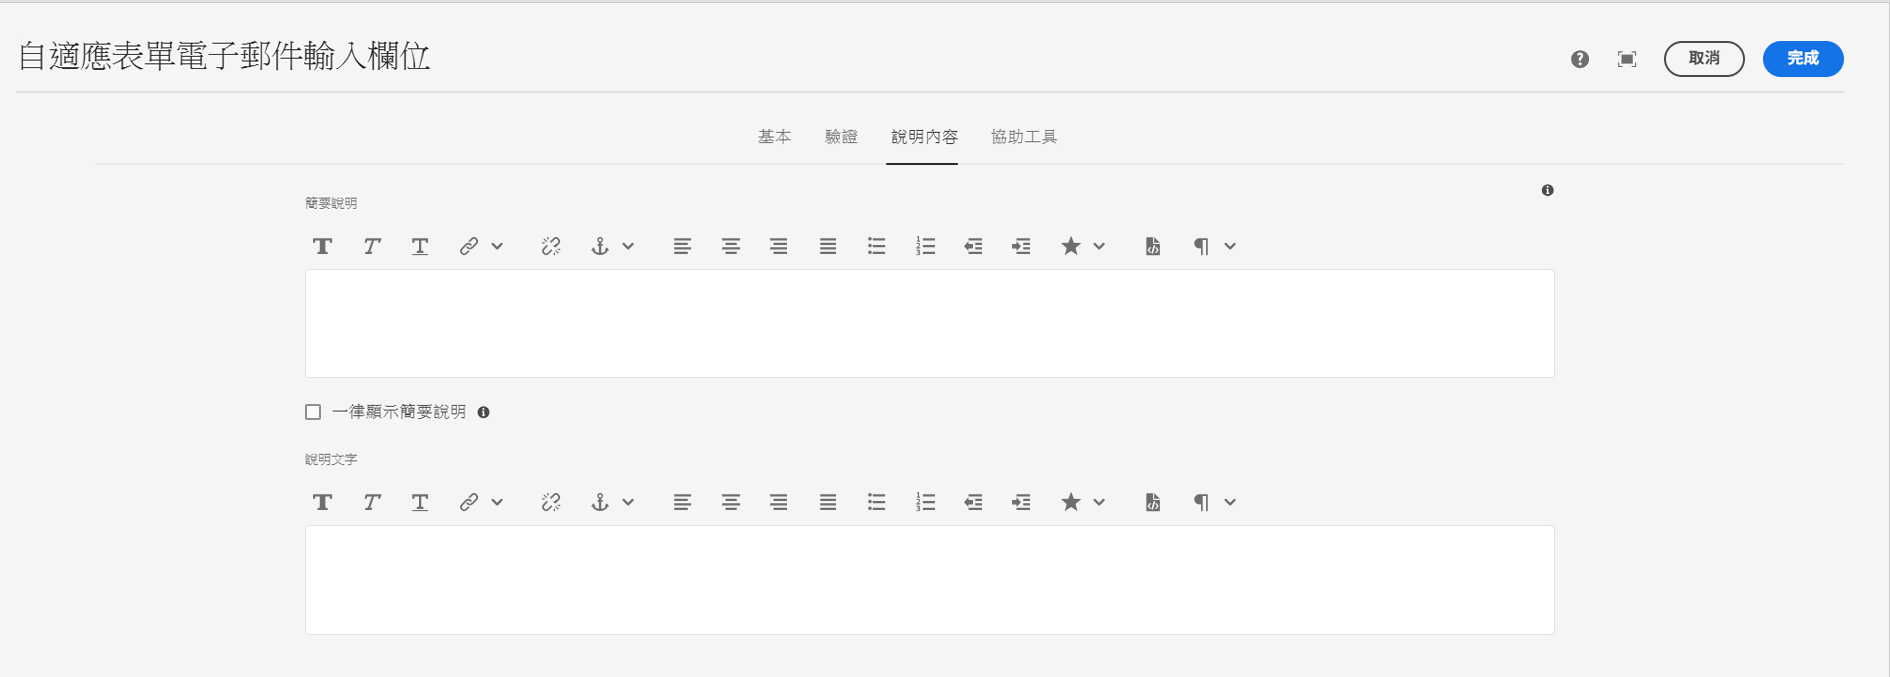 自適應表單電子郵件輸入欄位
取消
完成
基本
驗證
說明內容
協助工具
簡要說明
一律顯示簡要說明
說明文字